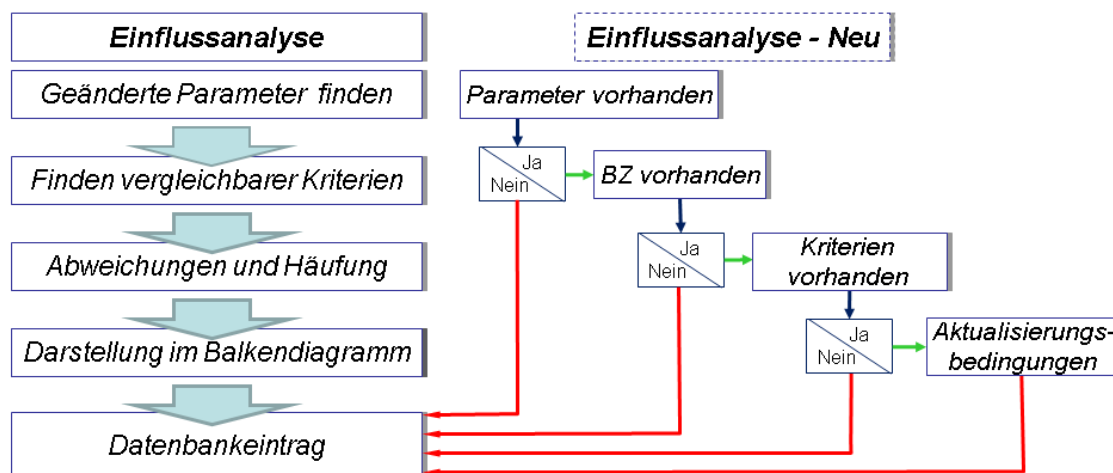 Einflussanalyse
Geänderte Parameter finden
Finden vergleichbarer Kriterien
Abweichungen und Häufung
Darstellung im Balkendiagramm
Datenbankeintrag
Einflussanalyse - Neu
Parameter vorhanden
Ja
Nein
BZ vorhanden
Ja
Nein
Kriterien
vorhanden
Ja
Nein
Aktualisierungs-
bedingungen